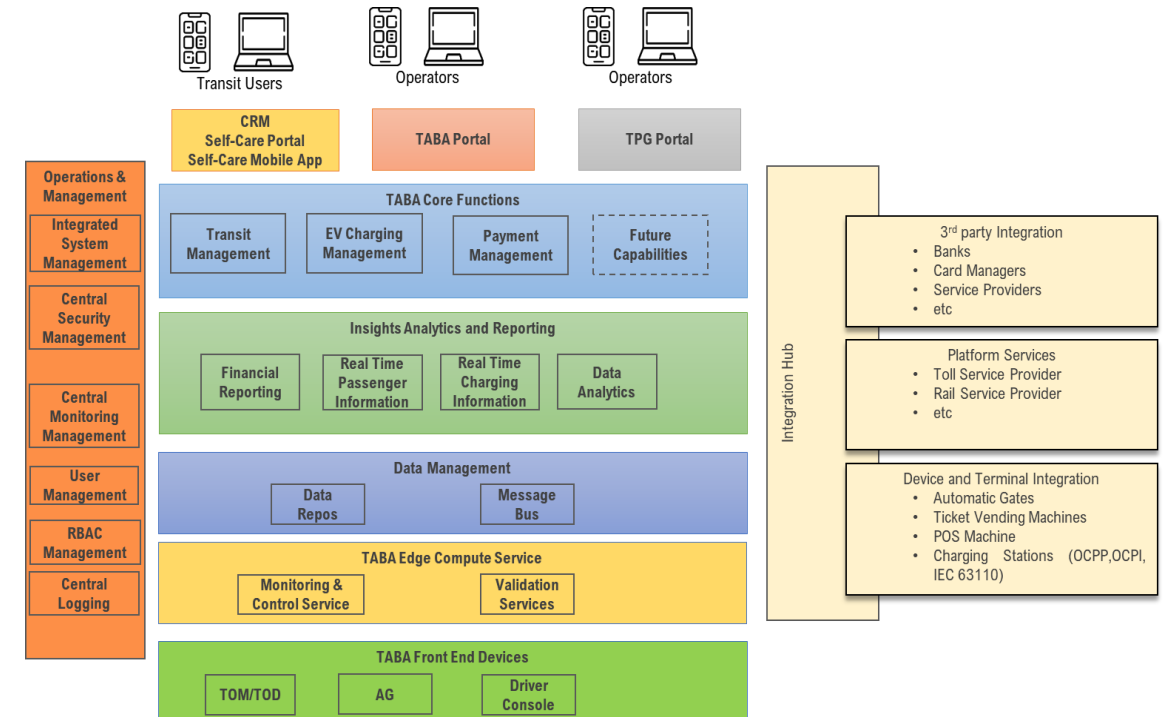 Transit Users
Operators
Operators
CRM
Self-Care Portal
Self-Care Mobile App
TABA Portal
TPG Portal
Operations &
Management
Integrated
System
Management
Central
Security
Management
Central
Monitoring
Management
User
Management
RBAC
Management
Central
Logging
TABA Core Functions
Transit
Management
EV Charging
Management
Payment
Management
Future
Capabilities
Insights Analytics and Reporting
Financial
Reporting
Real Time
Passenger
Information
Real Time
Charging
Information
Data
Analytics
Data Management
Data
Repos
Message
Bus
TABA Edge Compute Service
Monitoring &
Control Service
Validation
Services
TABA Front End Devices
TOM/TOD
AG
Driver
Console
Integration Hub
3rd party Integration
• Banks
• Card Managers
• Service Providers
• etc
Platform Services
• Toll Service Provider
• Rail Service Provider
• etc
Device and Terminal Integration
• Automatic Gates
• Ticket Vending Machines
• POS Machine
• Charging Stations (OCPP,OCPI,
IEC 63110)